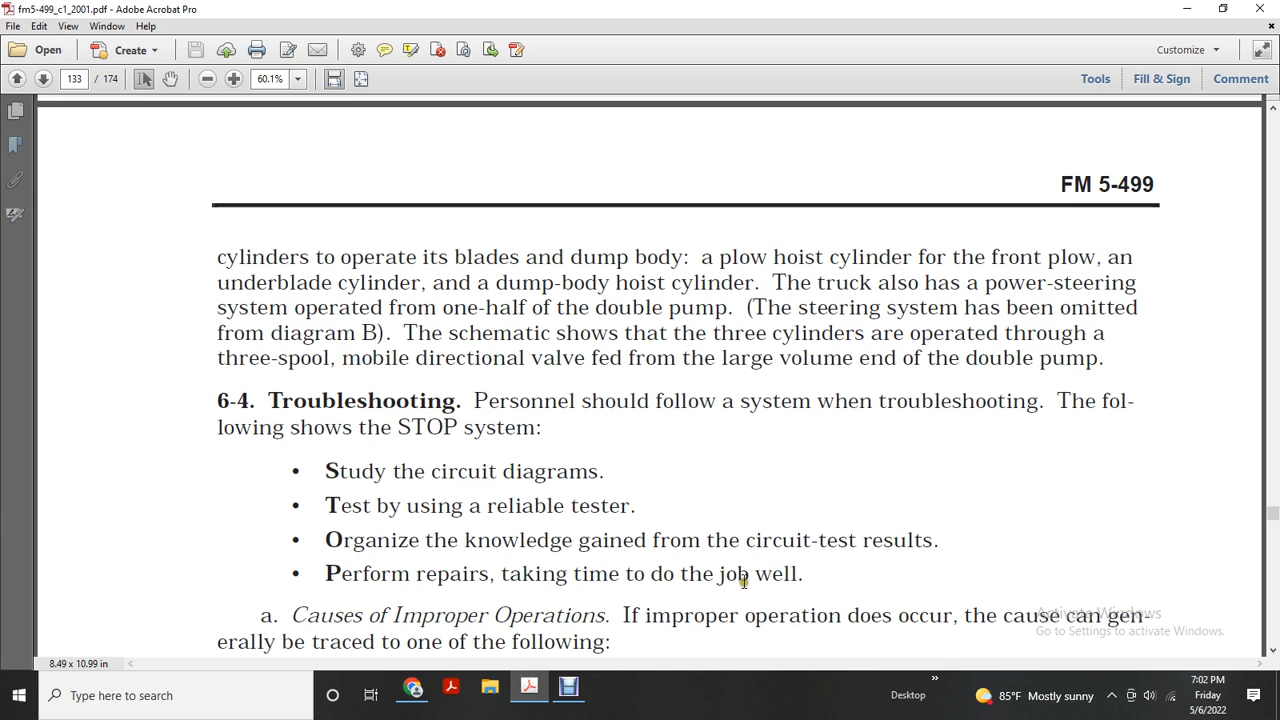 fm5-499_c1_2001.pdf - Adobe Acrobat Pro
File Edit View Window Help
Open Create Customize
133 / 174 60.1% Tools Fill & Sign Comment
FM 5-499
cylinders to operate its blades and dump body: a plow hoist cylinder for the front plow, an
underblade cylinder, and a dump-body hoist cylinder. The truck also has a power-steering
system operated from one-half of the double pump. (The steering system has been omitted
from diagram B). The schematic shows that the three cylinders are operated through a
three-spool, mobile directional valve fed from the large volume end of the double pump.
6-4. Troubleshooting. Personnel should follow a system when troubleshooting. The fol-
lowing shows the STOP system:
• Study the circuit diagrams.
• Test by using a reliable tester.
• Organize the knowledge gained from the circuit-test results.
• Perform repairs, taking time to do the job well.
a. Causes of Improper Operations. If improper operation does occur, the cause can gen-
erally be traced to one of the following:
Activate Windows
Go to Settings to activate Windows.
8.49 x 10.99 in
Type here to search
Desktop
85°F Mostly sunny
7:02 PM
Friday
5/6/2022